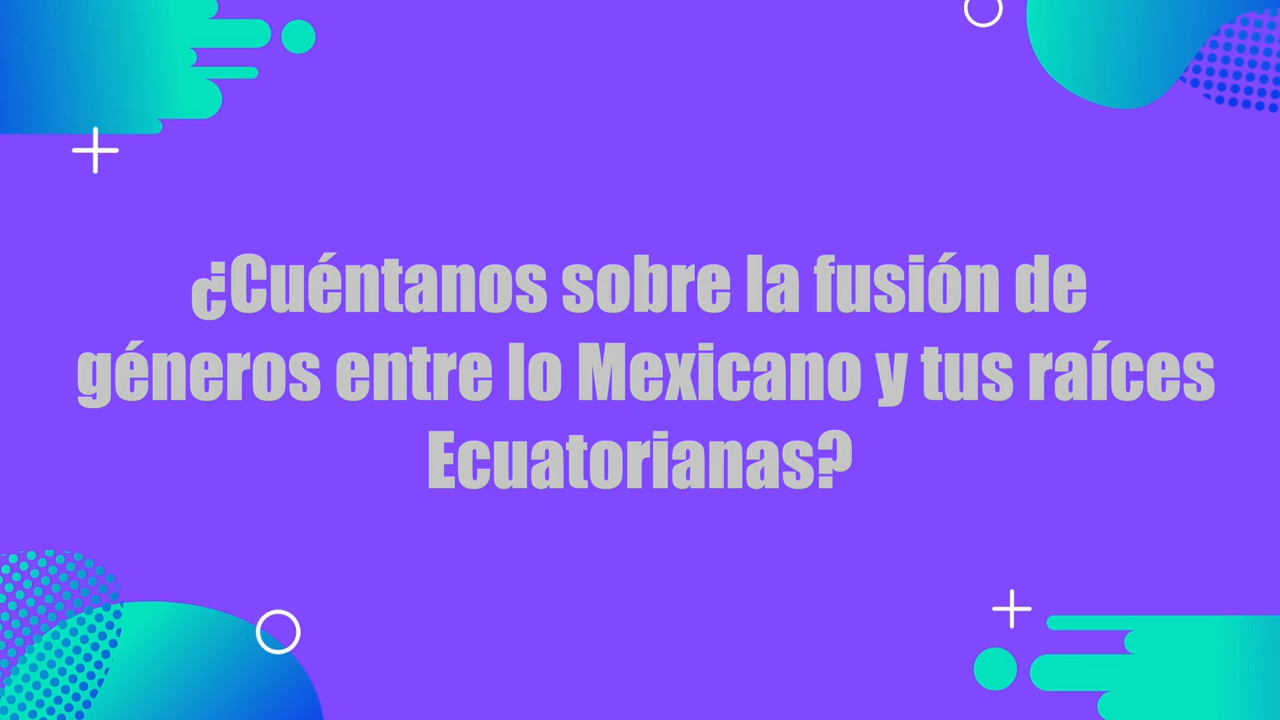 ¿Cuéntanos sobre la fusión de
géneros entre lo Mexicano y tus raíces
Ecuatorianas?